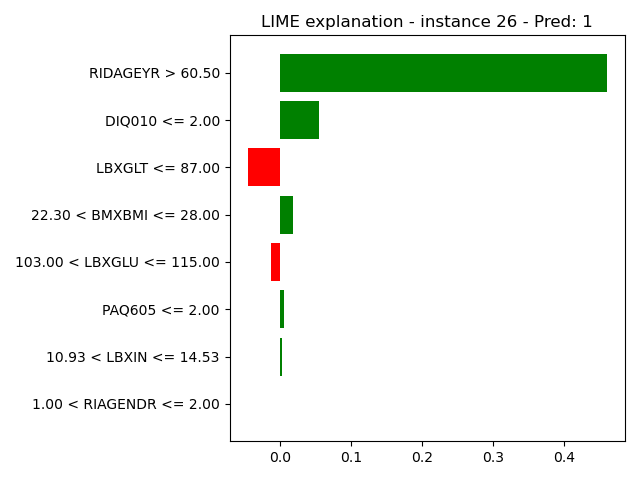 LIME explanation - instance 26 - Pred: 1
RIDAGEYR > 60.50
DIQ010 <= 2.00
LBXGLT <= 87.00
22.30 < BMXBMI <= 28.00
103.00 < LBXGLU <= 115.00
PAQ605 <= 2.00
10.93 < LBXIN <= 14.53
1.00 < RIAGENDR <= 2.00
0.0 0.1 0.2 0.3 0.4